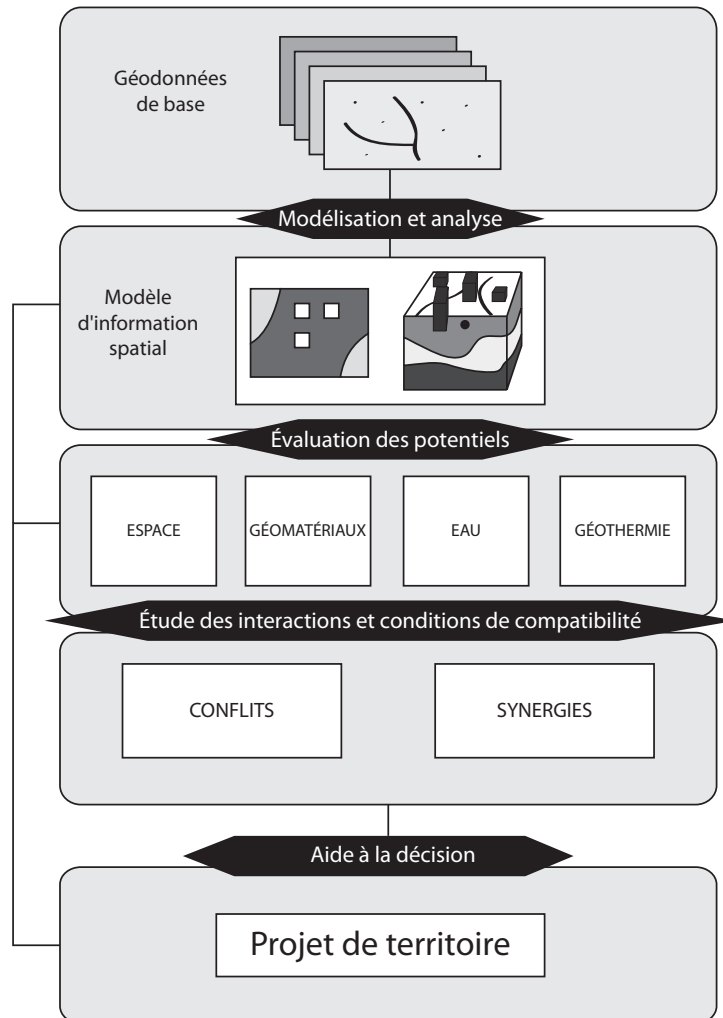 Géodonnées
de base
Modélisation et analyse
Modèle
d'information
spatial
Évaluation des potentiels
ESPACE
GÉOMATÉRIAUX
EAU
GÉOTHERMIE
Étude des interactions et conditions de compatibilité
CONFLITS
SYNERGIES
Aide à la décision
Projet de territoire